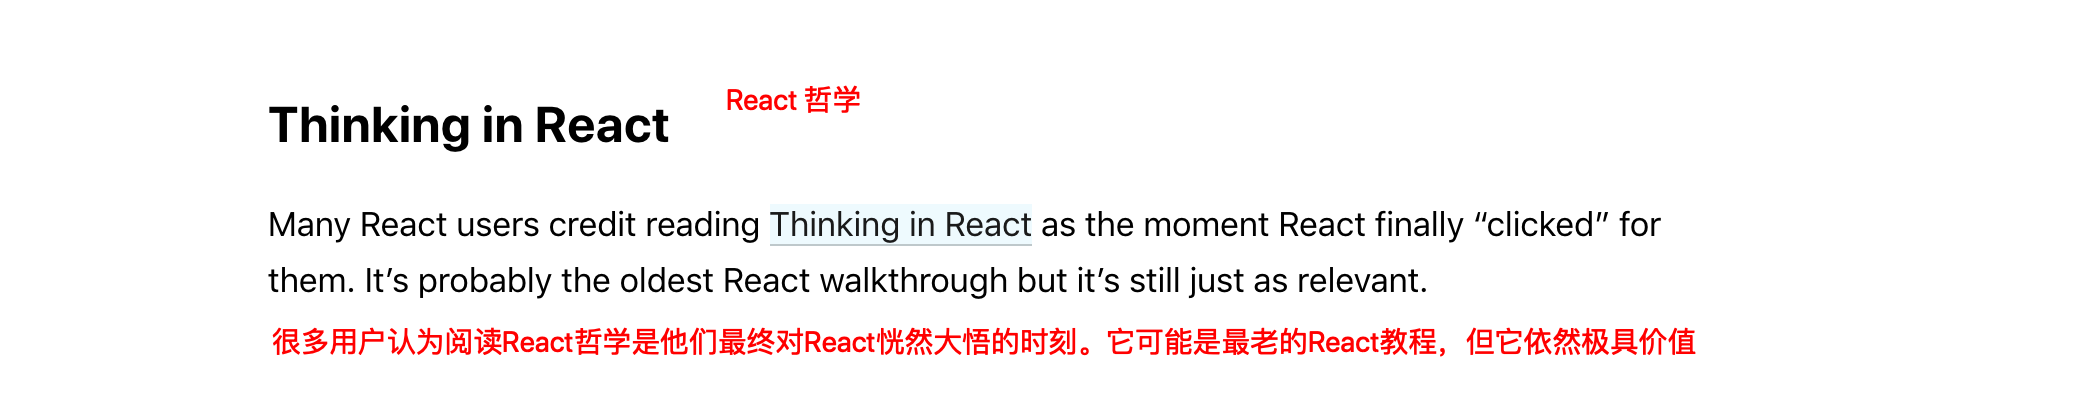 React 哲学
Thinking in React
Many React users credit reading Thinking in React as the moment React finally “clicked” for
them. It’s probably the oldest React walkthrough but it’s still just as relevant.
很多用户认为阅读React哲学是他们最终对React恍然大悟的时刻。它可能是最老的React教程，但它依然极具价值